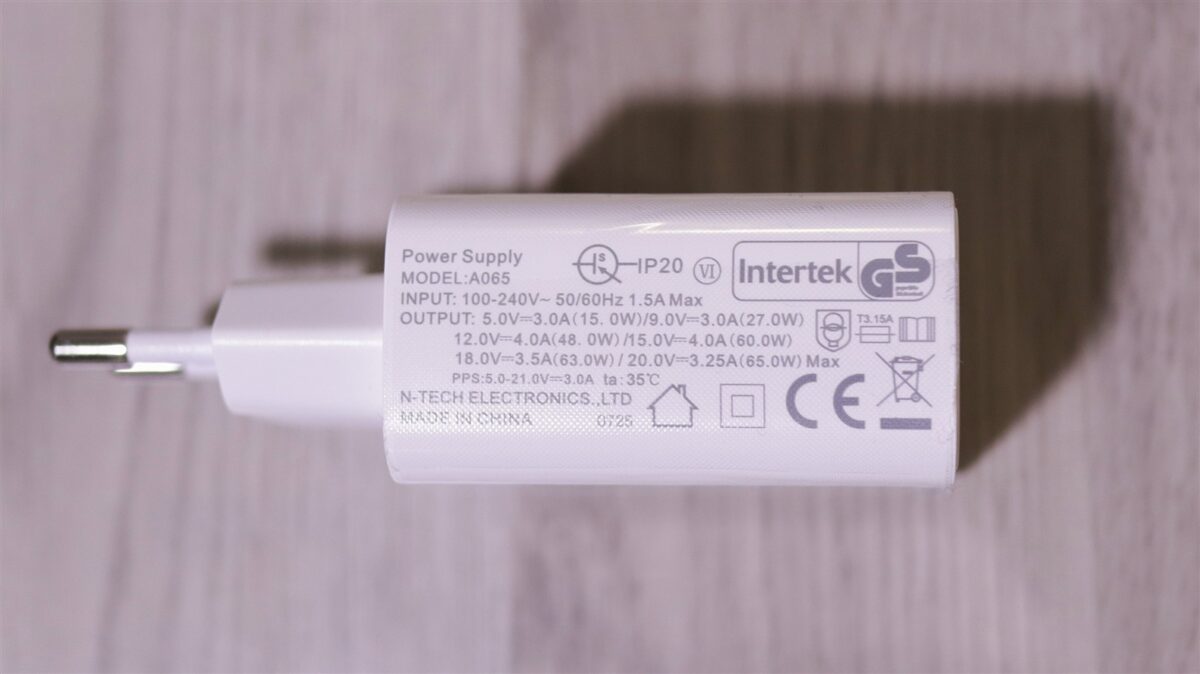 Power Supply
MODEL:A065
INPUT: 100-240V~ 50/60Hz 1.5A Max
OUTPUT: 5.0V⎓3.0A(15. 0W)/9.0V⎓3.0A(27.0W)
12.0V⎓4.0A(48. 0W) /15.0V⎓4.0A(60.0W)
18.0V⎓3.5A(63.0W) / 20.0V⎓3.25A(65.0W) Max
PPS:5.0-21.0V⎓3.0A ta: 35℃
N-TECH ELECTRONICS.,LTD
MADE IN CHINA 0725
S
IP20
VI
Intertek
GS
geprüfte
Sicherheit
T3.15A
CE